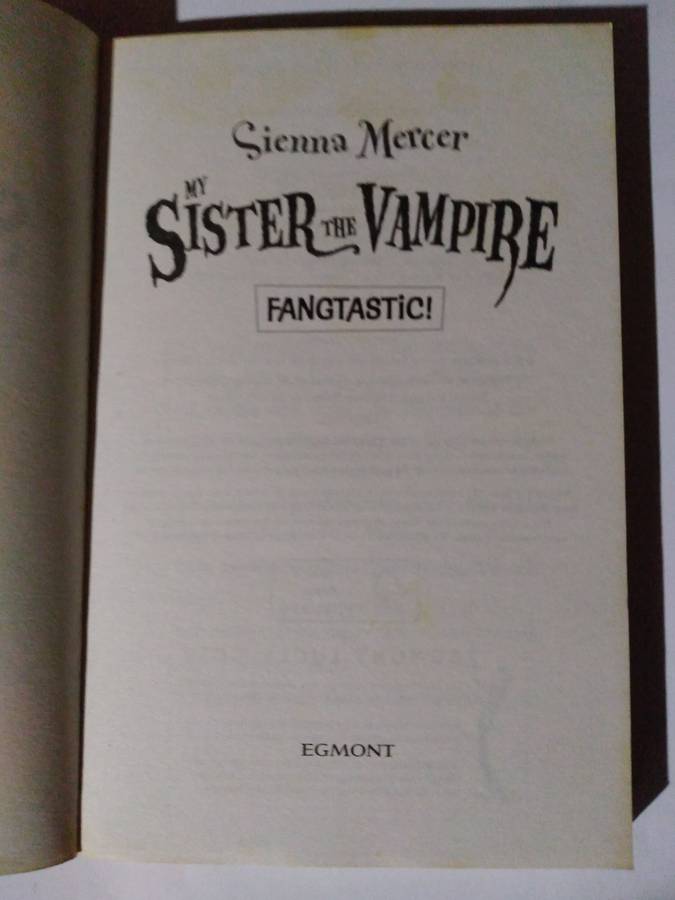 Sienna Mercer
MY
SISTER THE VAMPIRE
FANGTASTiC!
EGMONT